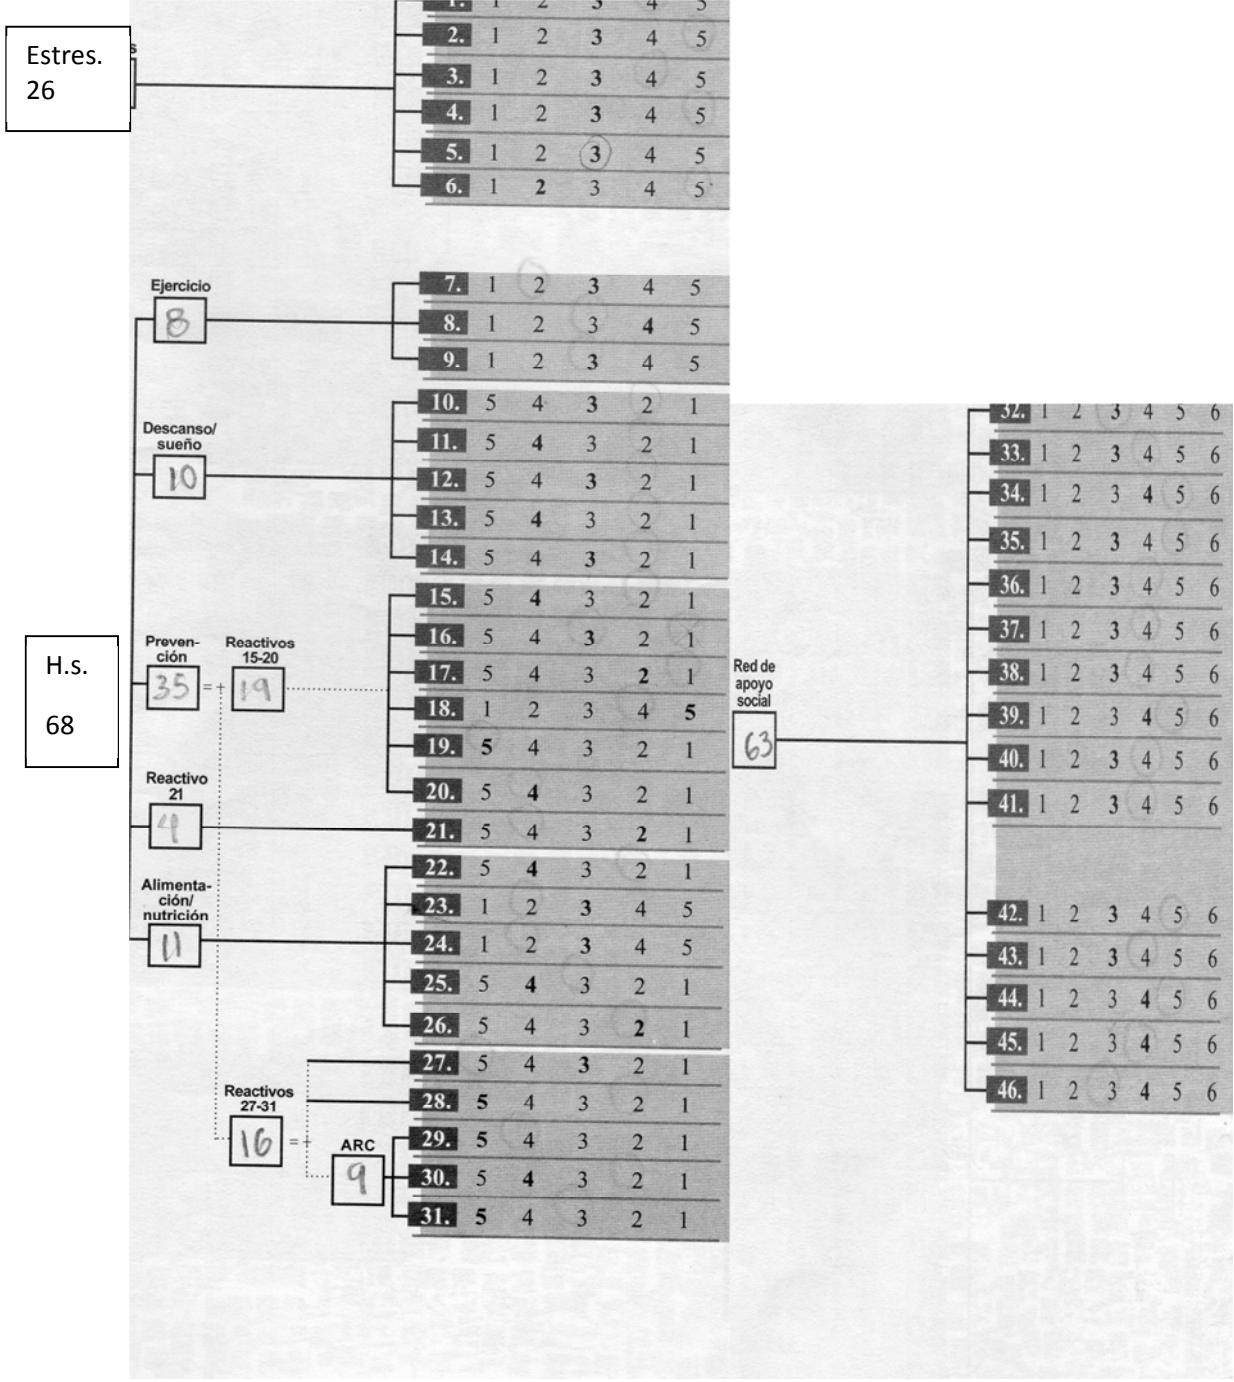 1. 1 2 3 4 5
Estres.
26
s
2. 1 2 3 4 5
3. 1 2 3 4 5
4. 1 2 3 4 5
5. 1 2 3 4 5
6. 1 2 3 4 5
Ejercicio
8
7. 1 2 3 4 5
8. 1 2 3 4 5
9. 1 2 3 4 5
Descanso/
sueño
10
10. 5 4 3 2 1
11. 5 4 3 2 1
12. 5 4 3 2 1
13. 5 4 3 2 1
14. 5 4 3 2 1
H.s.
68
Preven-
ción
35
=+
Reactivos
15-20
19
15. 5 4 3 2 1
16. 5 4 3 2 1
17. 5 4 3 2 1
18. 1 2 3 4 5
19. 5 4 3 2 1
20. 5 4 3 2 1
Reactivo
21
4
21. 5 4 3 2 1
Alimenta-
ción/
nutrición
11
22. 5 4 3 2 1
23. 1 2 3 4 5
24. 1 2 3 4 5
25. 5 4 3 2 1
26. 5 4 3 2 1
Reactivos
27-31
16
=+
ARC
9
27. 5 4 3 2 1
28. 5 4 3 2 1
29. 5 4 3 2 1
30. 5 4 3 2 1
31. 5 4 3 2 1
Red de
apoyo
social
63
32. 1 2 3 4 5 6
33. 1 2 3 4 5 6
34. 1 2 3 4 5 6
35. 1 2 3 4 5 6
36. 1 2 3 4 5 6
37. 1 2 3 4 5 6
38. 1 2 3 4 5 6
39. 1 2 3 4 5 6
40. 1 2 3 4 5 6
41. 1 2 3 4 5 6
42. 1 2 3 4 5 6
43. 1 2 3 4 5 6
44. 1 2 3 4 5 6
45. 1 2 3 4 5 6
46. 1 2 3 4 5 6